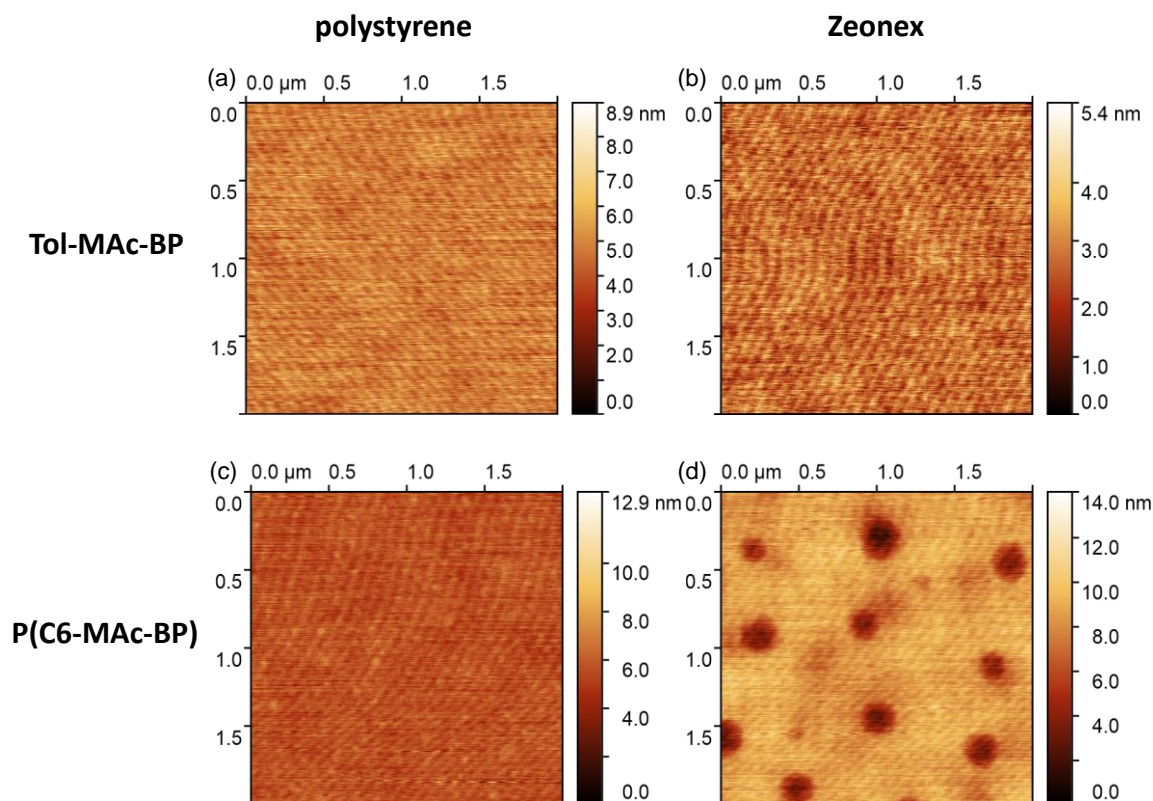 polystyrene Zeonex
(a) 0.0 µm 0.5 1.0 1.5 (b) 0.0 µm 0.5 1.0 1.5
0.0 8.9 nm 0.0 5.4 nm
8.0
7.0
0.5 6.0 0.5 4.0
Tol-MAc-BP 5.0 3.0
1.0 4.0 1.0
3.0 2.0
1.5 2.0 1.5 1.0
0.0 0.0
(c) 0.0 µm 0.5 1.0 1.5 (d) 0.0 µm 0.5 1.0 1.5
0.0 12.9 nm 0.0 14.0 nm
12.0
0.5 10.0 0.5 10.0
P(C6-MAc-BP) 8.0 8.0
1.0 6.0 1.0 6.0
4.0 4.0
1.5 1.5 2.0
0.0 0.0